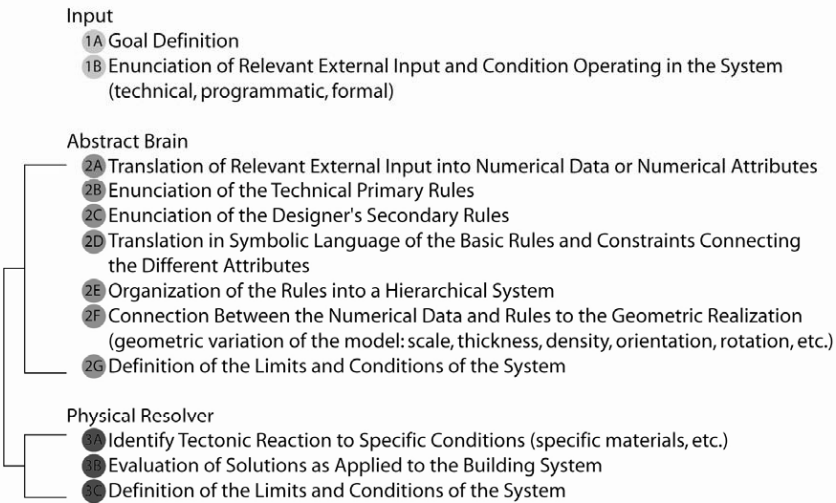 Input
1A Goal Definition
1B Enunciation of Relevant External Input and Condition Operating in the System
(technical, programmatic, formal)
Abstract Brain
2A Translation of Relevant External Input into Numerical Data or Numerical Attributes
2B Enunciation of the Technical Primary Rules
2C Enunciation of the Designer's Secondary Rules
2D Translation in Symbolic Language of the Basic Rules and Constraints Connecting
the Different Attributes
2E Organization of the Rules into a Hierarchical System
2F Connection Between the Numerical Data and Rules to the Geometric Realization
(geometric variation of the model: scale, thickness, density, orientation, rotation, etc.)
2G Definition of the Limits and Conditions of the System
Physical Resolver
3A Identify Tectonic Reaction to Specific Conditions (specific materials, etc.)
3B Evaluation of Solutions as Applied to the Building System
3C Definition of the Limits and Conditions of the System